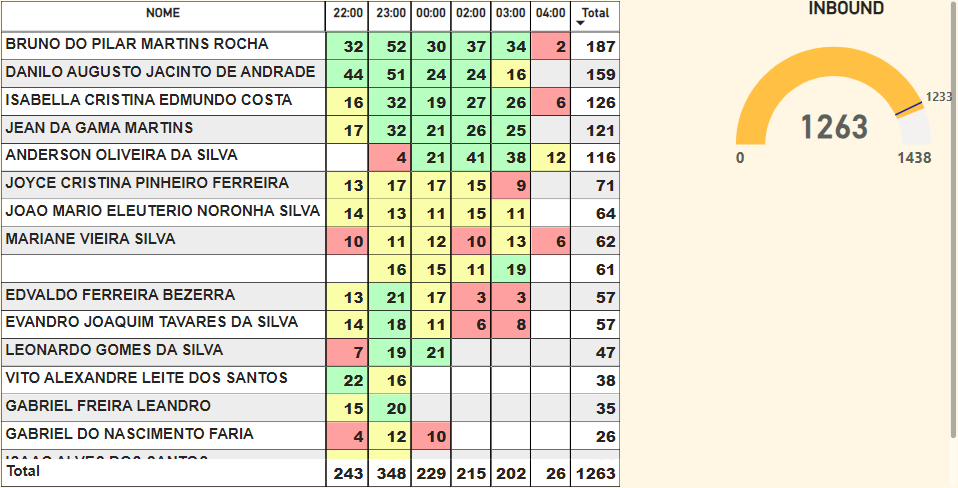 NOME 22:00 23:00 00:00 02:00 03:00 04:00 Total
BRUNO DO PILAR MARTINS ROCHA 32 52 30 37 34 2 187
DANILO AUGUSTO JACINTO DE ANDRADE 44 51 24 24 16 159
ISABELLA CRISTINA EDMUNDO COSTA 16 32 19 27 26 6 126
JEAN DA GAMA MARTINS 17 32 21 26 25 121
ANDERSON OLIVEIRA DA SILVA 4 21 41 38 12 116
JOYCE CRISTINA PINHEIRO FERREIRA 13 17 17 15 9 71
JOAO MARIO ELEUTERIO NORONHA SILVA 14 13 11 15 11 64
MARIANE VIEIRA SILVA 10 11 12 10 13 6 62
16 15 11 19 61
EDVALDO FERREIRA BEZERRA 13 21 17 3 3 57
EVANDRO JOAQUIM TAVARES DA SILVA 14 18 11 6 8 57
LEONARDO GOMES DA SILVA 7 19 21 47
VITO ALEXANDRE LEITE DOS SANTOS 22 16 38
GABRIEL FREIRA LEANDRO 15 20 35
GABRIEL DO NASCIMENTO FARIA 4 12 10 26
ISAAC ALVES DOS SANTOS
Total 243 348 229 215 202 26 1263
INBOUND
1233
1263
0 1438